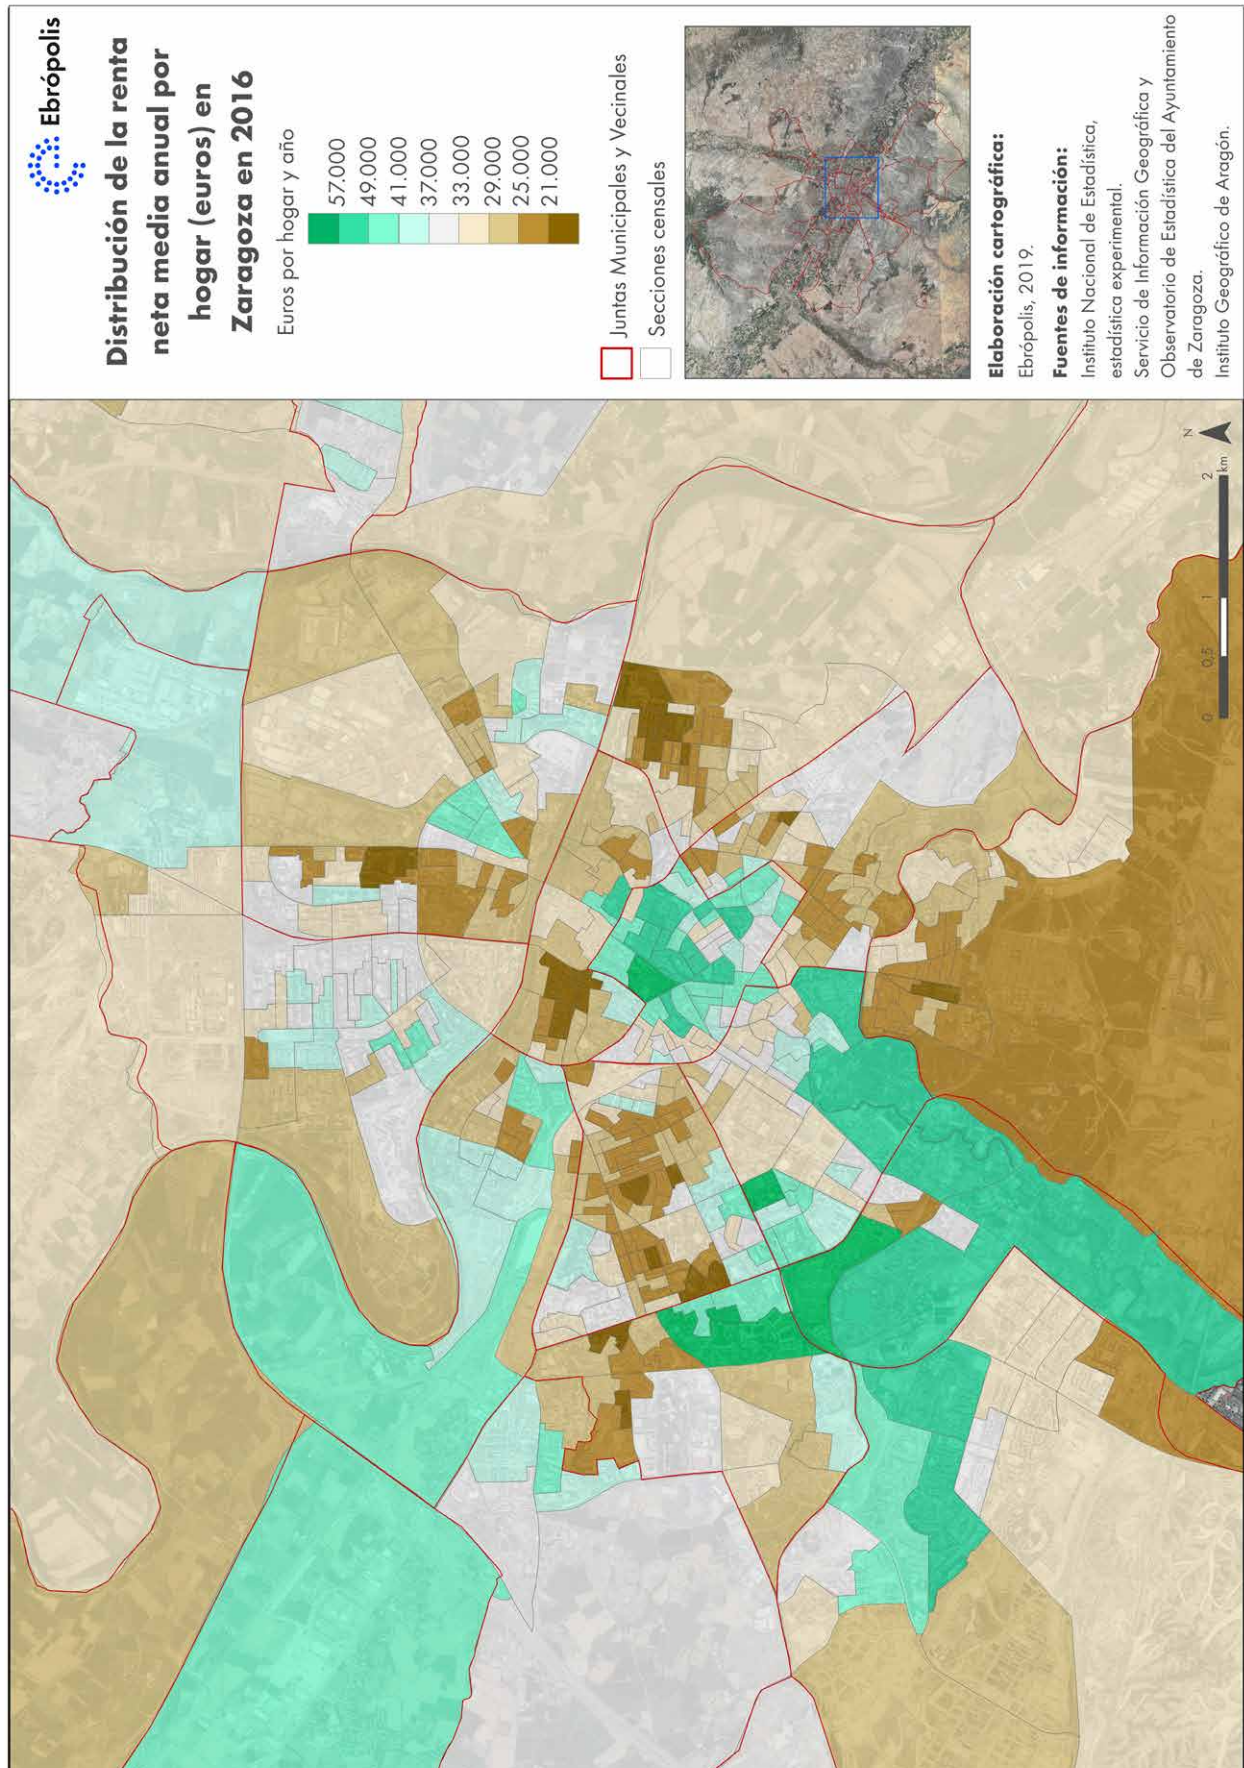 Ebrópolis
Distribución de la renta
neta media anual por
hogar (euros) en
Zaragoza en 2016
Euros por hogar y año
57.000
49.000
41.000
37.000
33.000
29.000
25.000
21.000
Juntas Municipales y Vecinales
Secciones censales
Elaboración cartográfica:
Ebrópolis, 2019.
Fuentes de información:
Instituto Nacional de Estadística,
estadística experimental.
Servicio de Información Geográfica y
Observatorio de Estadística del Ayuntamiento
de Zaragoza.
Instituto Geográfico de Aragón.
N
0 0,5 1 2
km